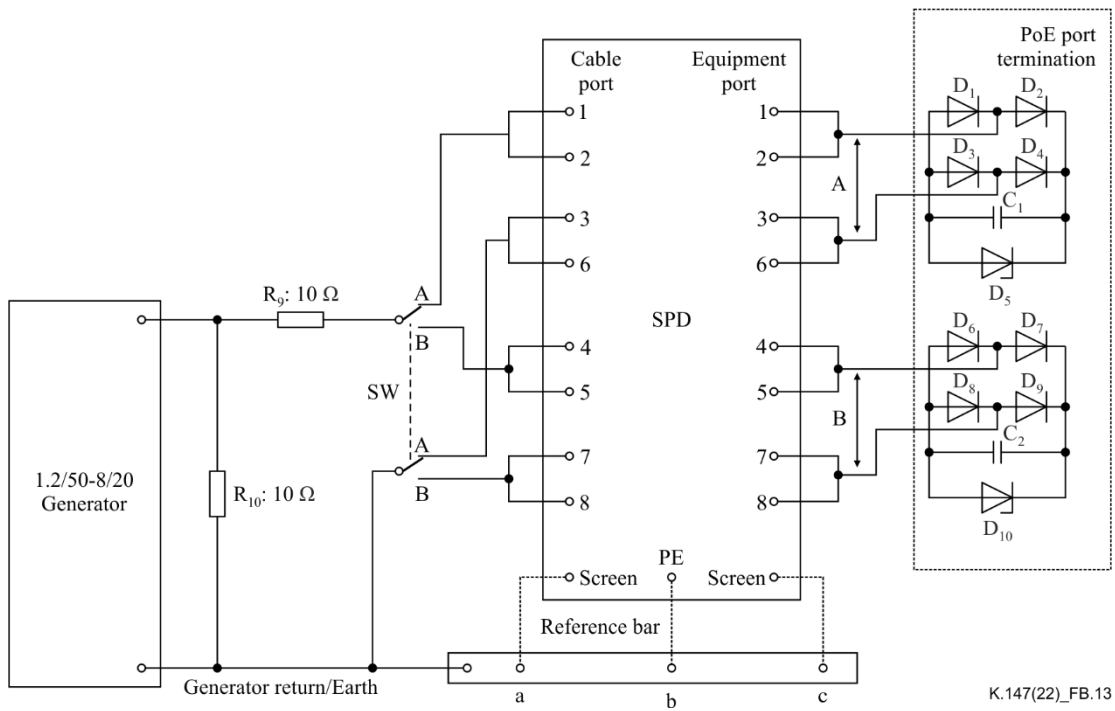 PoE port
termination
Cable
port
Equipment
port
D1 D2
1 1
2 2
D3 D4
A
3 3
C1
6 6
D5
R9: 10 Ω
A
B
SPD
D6 D7
4 4
SW
5 5
D8 D9
B
A
7 7
C2
B
8 8
D10
1.2/50-8/20
Generator
R10: 10 Ω
PE
Screen Screen
Reference bar
Generator return/Earth
a b c
K.147(22)_FB.13